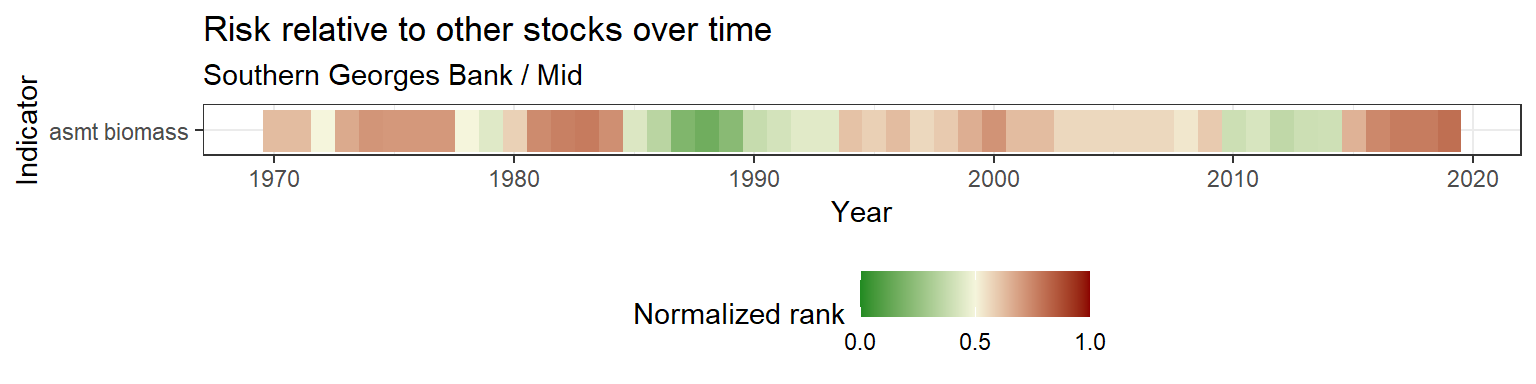 Risk relative to other stocks over time
Southern Georges Bank / Mid
Indicator
asmt biomass
1970 1980 1990 2000 2010 2020
Year
Normalized rank
0.0 0.5 1.0